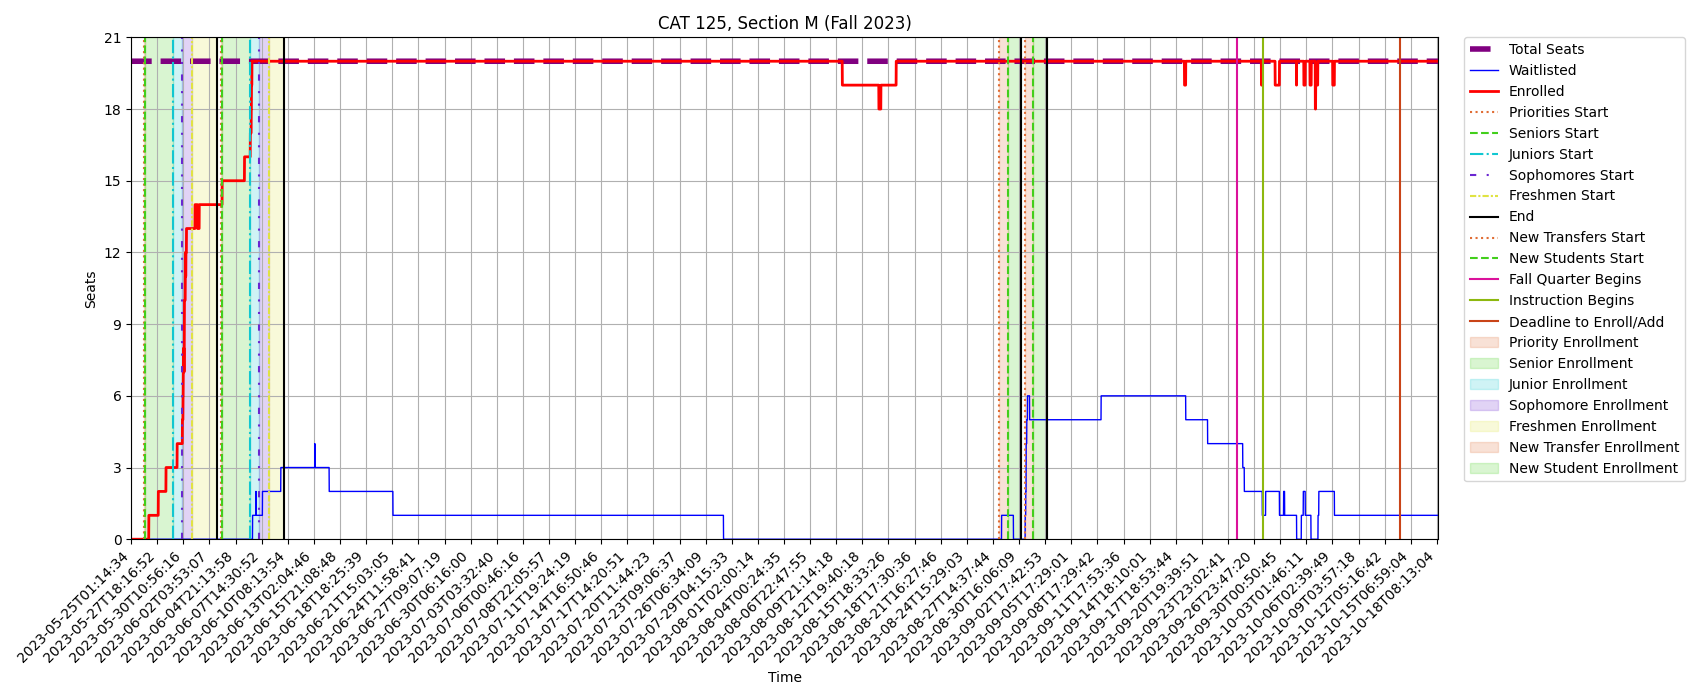 CAT 125, Section M (Fall 2023)
21
18
15
12
9
6
3
0
Seats
2023-05-25T01:14:34
2023-05-27T18:16:52
2023-05-30T10:56:16
2023-06-02T03:53:07
2023-06-04T21:13:58
2023-06-07T14:30:52
2023-06-10T08:13:54
2023-06-13T02:04:46
2023-06-15T21:08:48
2023-06-18T18:25:39
2023-06-21T15:03:05
2023-06-24T11:58:41
2023-06-27T09:07:19
2023-06-30T06:16:00
2023-07-03T03:32:40
2023-07-06T00:46:16
2023-07-08T22:05:57
2023-07-11T19:24:19
2023-07-14T16:50:46
2023-07-17T14:20:51
2023-07-20T11:44:23
2023-07-23T09:06:37
2023-07-26T06:34:09
2023-07-29T04:15:33
2023-08-01T02:00:14
2023-08-04T00:24:35
2023-08-06T22:47:55
2023-08-09T21:14:18
2023-08-12T19:40:18
2023-08-15T18:33:26
2023-08-18T17:30:36
2023-08-21T16:27:46
2023-08-24T15:29:03
2023-08-27T14:37:44
2023-08-30T16:06:09
2023-09-02T17:42:53
2023-09-05T17:29:01
2023-09-08T17:29:42
2023-09-11T17:53:36
2023-09-14T18:10:01
2023-09-17T18:53:44
2023-09-20T19:39:51
2023-09-23T23:02:41
2023-09-26T23:47:20
2023-09-30T00:50:45
2023-10-03T01:46:11
2023-10-06T02:39:49
2023-10-09T03:57:18
2023-10-12T05:16:42
2023-10-15T06:59:04
2023-10-18T08:13:04
Time
Total Seats
Waitlisted
Enrolled
Priorities Start
Seniors Start
Juniors Start
Sophomores Start
Freshmen Start
End
New Transfers Start
New Students Start
Fall Quarter Begins
Instruction Begins
Deadline to Enroll/Add
Priority Enrollment
Senior Enrollment
Junior Enrollment
Sophomore Enrollment
Freshmen Enrollment
New Transfer Enrollment
New Student Enrollment